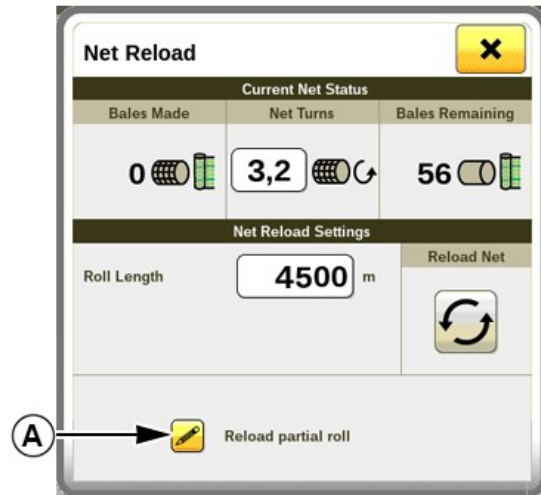 Net Reload
Current Net Status
Bales Made Net Turns Bales Remaining
0 3,2 56
Net Reload Settings
Roll Length 4500 m Reload Net
A Reload partial roll